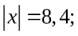 |x| =8,4;